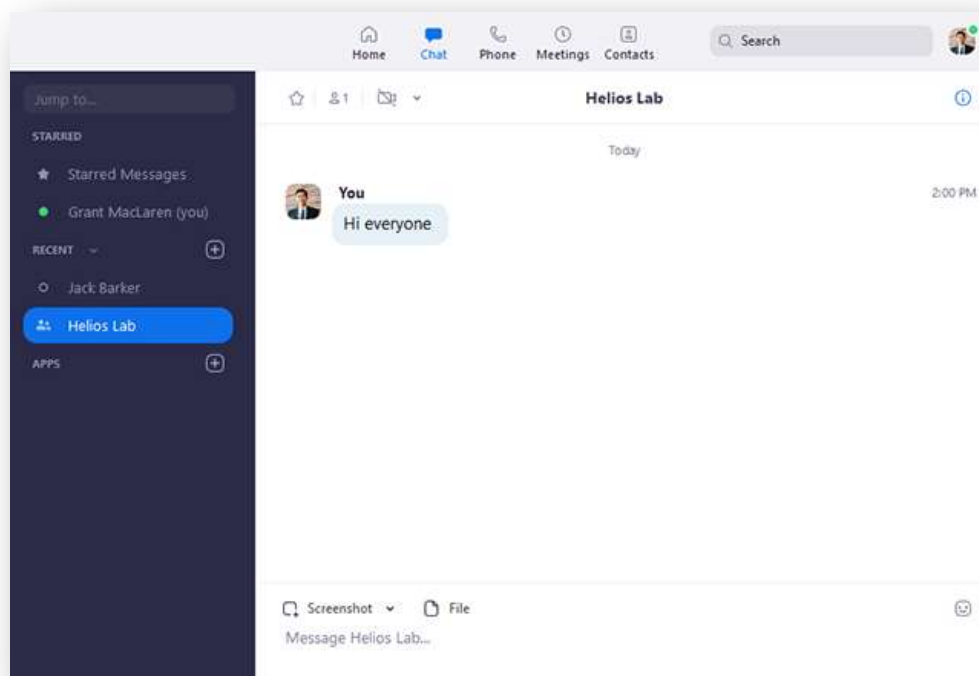 Home Chat Phone Meetings Contacts Search
Jump to...
STARRED
Starred Messages
Grant MacLaren (you)
RECENT
Jack Barker
Helios Lab
APPS
1 Helios Lab
Today
You 2:00 PM
Hi everyone
Screenshot File
Message Helios Lab...